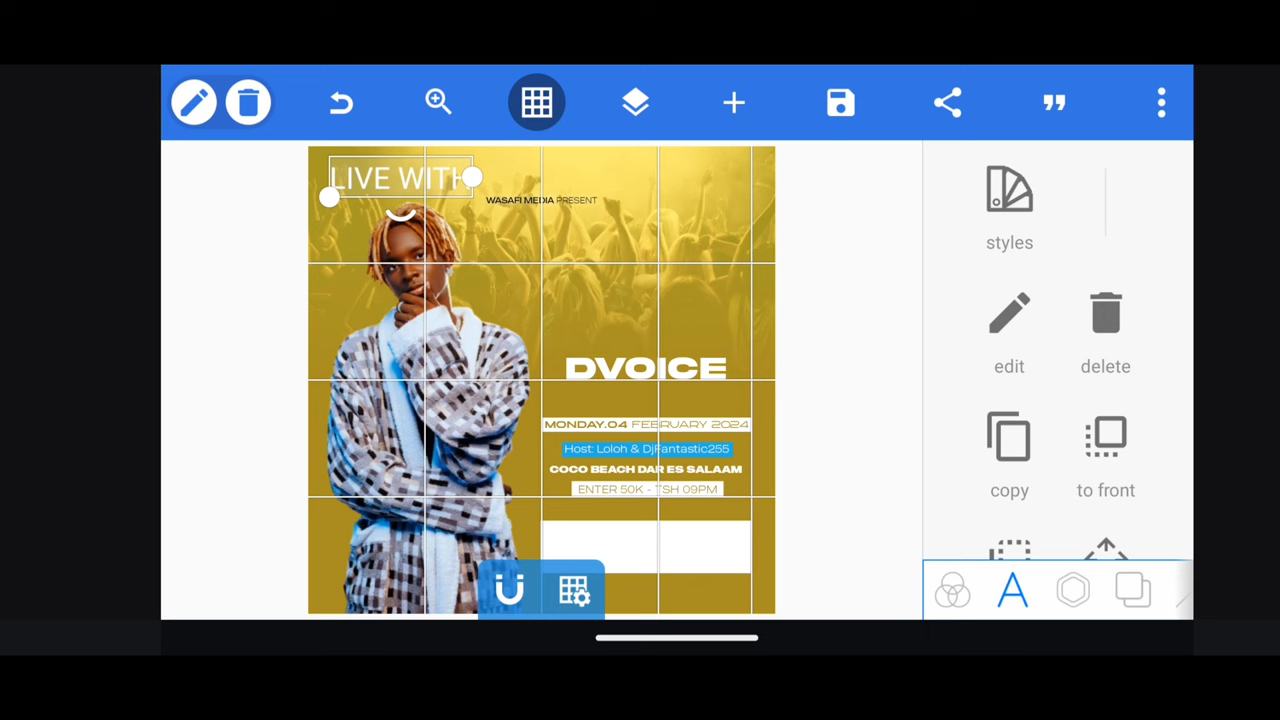 LIVE WITH
WASAFI MEDIA PRESENT
DVOICE
MONDAY.04 FEBRUARY 2024
Host: Loloh & DjFantastic255
COCO BEACH DAR ES SALAAM
ENTER 50K - TSH 09PM
styles
edit
delete
copy
to front